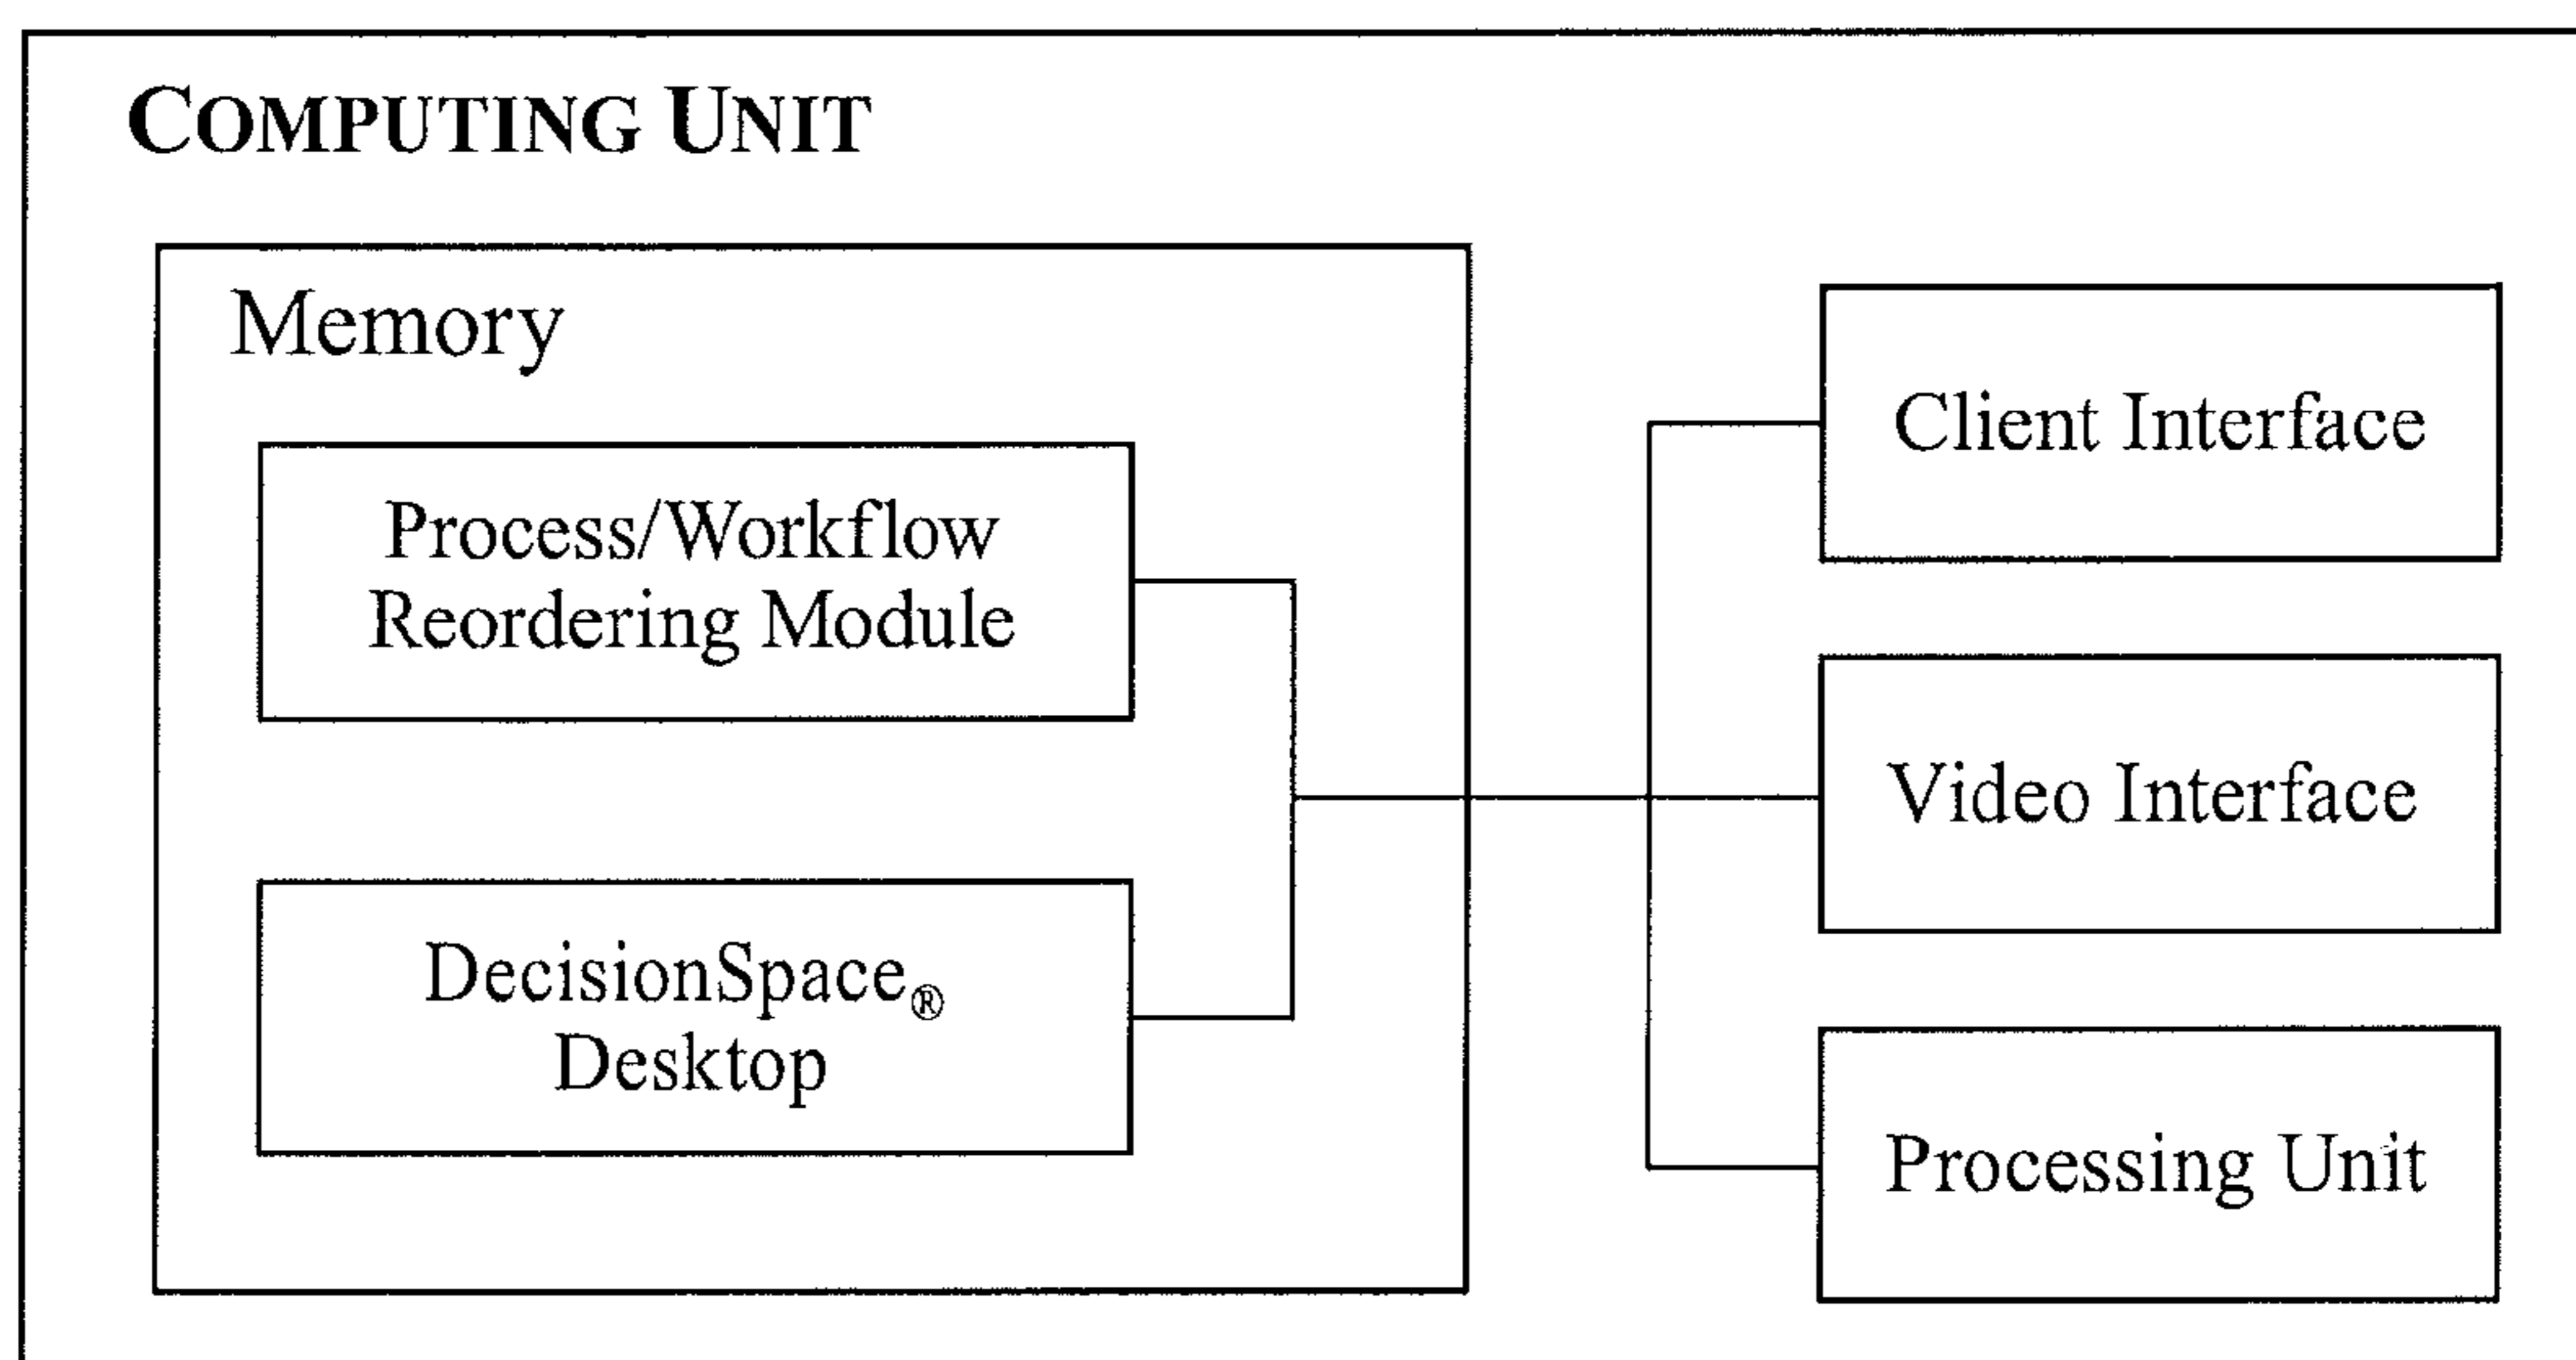 COMPUTING UNIT
Memory
Process/Workflow
Reordering Module
DecisionSpace®
Desktop
Client Interface
Video Interface
Processing Unit